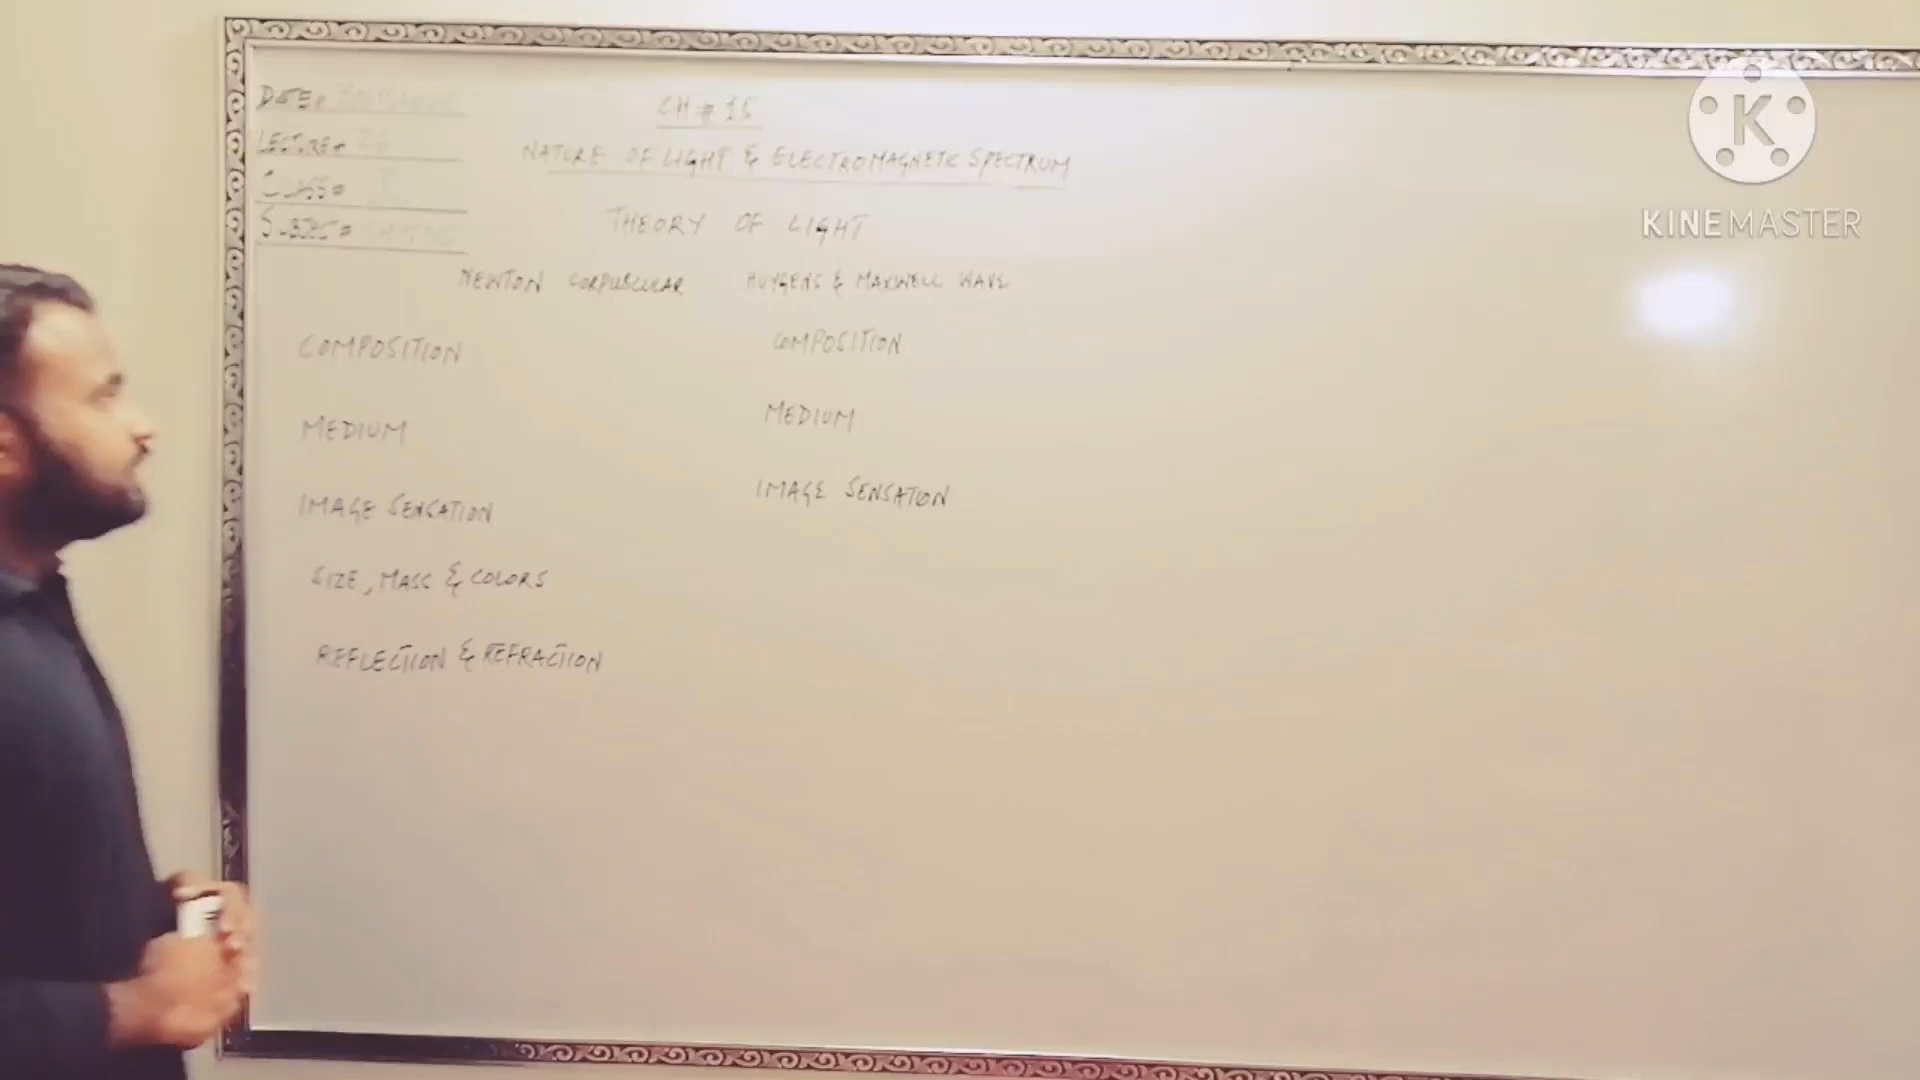 DATE=
LECTURE=
CLASS=
SUBJECT=
CH # 15
NATURE OF LIGHT & ELECTROMAGNETIC SPECTRUM
THEORY OF LIGHT
NEWTON CORPUSCULAR
COMPOSITION
MEDIUM
IMAGE SENSATION
SIZE, MASS & COLORS
REFLECTION & REFRACTION
HUYGENS & MAXWELL WAVE
COMPOSITION
MEDIUM
IMAGE SENSATION
K
KINEMASTER